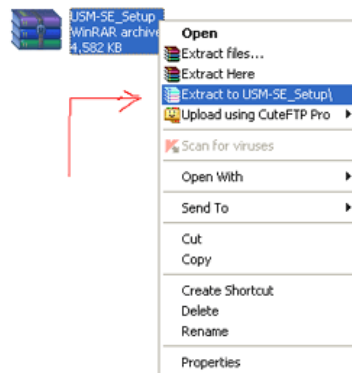 USM-SE_Setup
WinRAR archive
4,582 KB
Open
Extract files...
Extract Here
Extract to USM-SE_Setup\
Upload using CuteFTP Pro
Scan for viruses
Open With
Send To
Cut
Copy
Create Shortcut
Delete
Rename
Properties